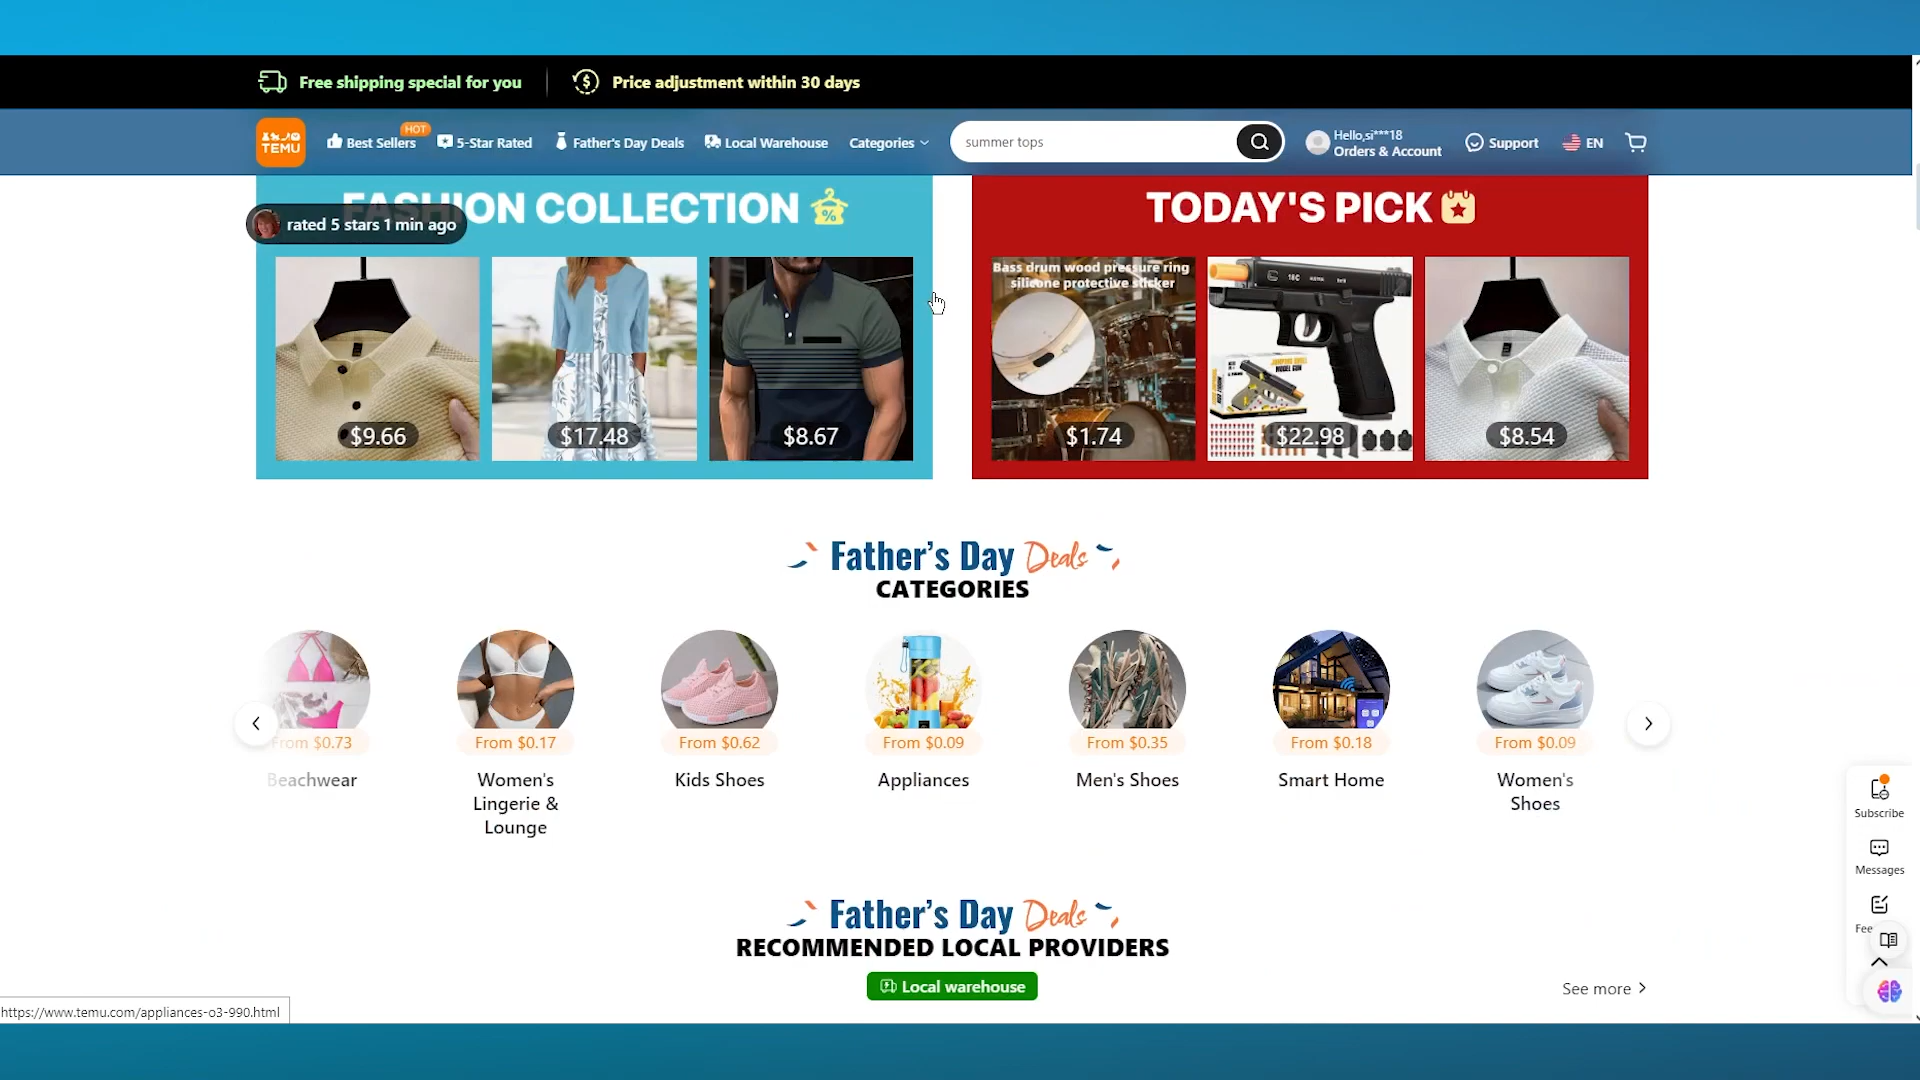 Free shipping special for you
Price adjustment within 30 days
TEMU
Best Sellers
HOT
5-Star Rated
Father's Day Deals
Local Warehouse
Categories
summer tops
Hello,si***18
Orders & Account
Support
EN
FASHION COLLECTION
rated 5 stars 1 min ago
$9.66
$17.48
$8.67
TODAY'S PICK
Bass drum wood pressure ring
silicone protective sticker
18C
$1.74
$22.98
$8.54
Father's Day Deals
CATEGORIES
From $0.73
Beachwear
From $0.17
Women's
Lingerie &
Lounge
From $0.62
Kids Shoes
From $0.09
Appliances
From $0.35
Men's Shoes
From $0.18
Smart Home
From $0.09
Women's
Shoes
Subscribe
Messages
Fee
Father's Day Deals
RECOMMENDED LOCAL PROVIDERS
Local warehouse
See more
https://www.temu.com/appliances-o3-990.html